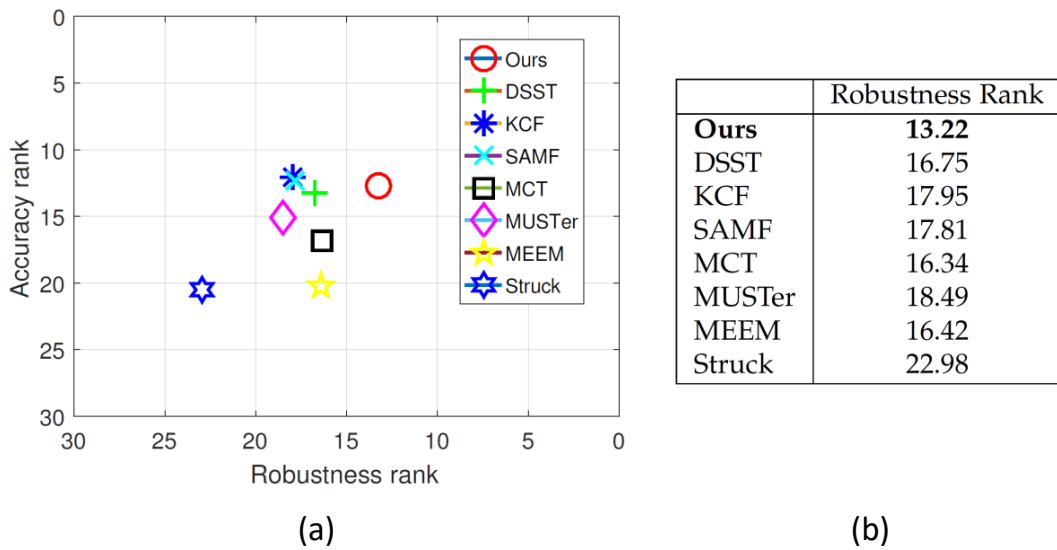 0
5
10
15
20
25
30
30
25
20
15
10
5
0
Accuracy rank
Robustness rank
Ours
DSST
KCF
SAMF
MCT
MUSTer
MEEM
Struck
(a)
Robustness Rank
Ours 13.22
DSST 16.75
KCF 17.95
SAMF 17.81
MCT 16.34
MUSTer 18.49
MEEM 16.42
Struck 22.98
(b)